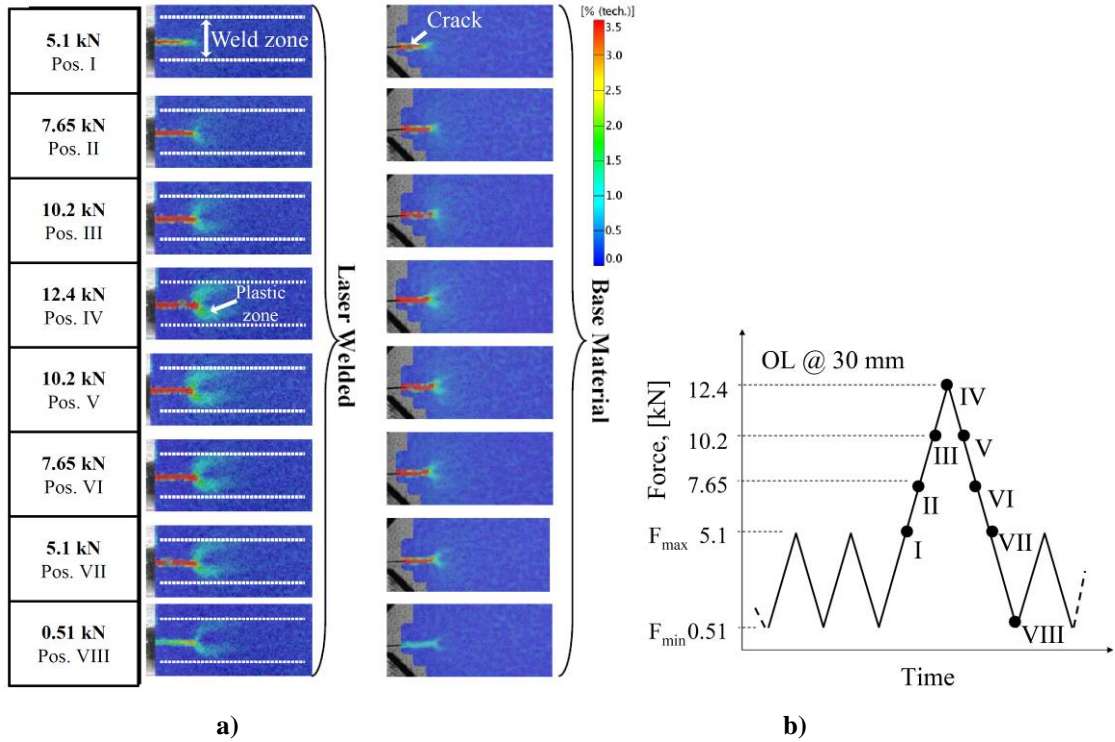 5.1 kN
Pos. I
7.65 kN
Pos. II
10.2 kN
Pos. III
12.4 kN
Pos. IV
10.2 kN
Pos. V
7.65 kN
Pos. VI
5.1 kN
Pos. VII
0.51 kN
Pos. VIII
Weld zone
Plastic
zone
Laser Welded
Crack
Base Material
[% (tech.)]
3.5
3.0
2.5
2.0
1.5
1.0
0.5
0.0
a)
OL @ 30 mm
Force, [kN]
12.4
10.2
7.65
Fmax 5.1
Fmin 0.51
I
II
III
IV
V
VI
VII
VIII
Time
b)